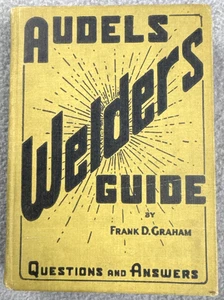 AUDELS
Welders
GUIDE
BY
FRANK D. GRAHAM
QUESTIONS AND ANSWERS